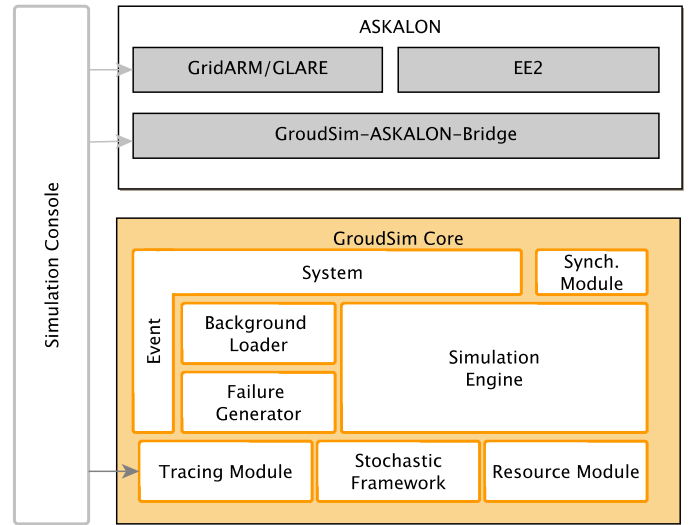 Simulation Console
ASKALON
GridARM/GLARE
EE2
GroudSim-ASKALON-Bridge
GroudSim Core
System
Event
Synch.
Module
Background
Loader
Failure
Generator
Simulation
Engine
Tracing Module
Stochastic
Framework
Resource Module